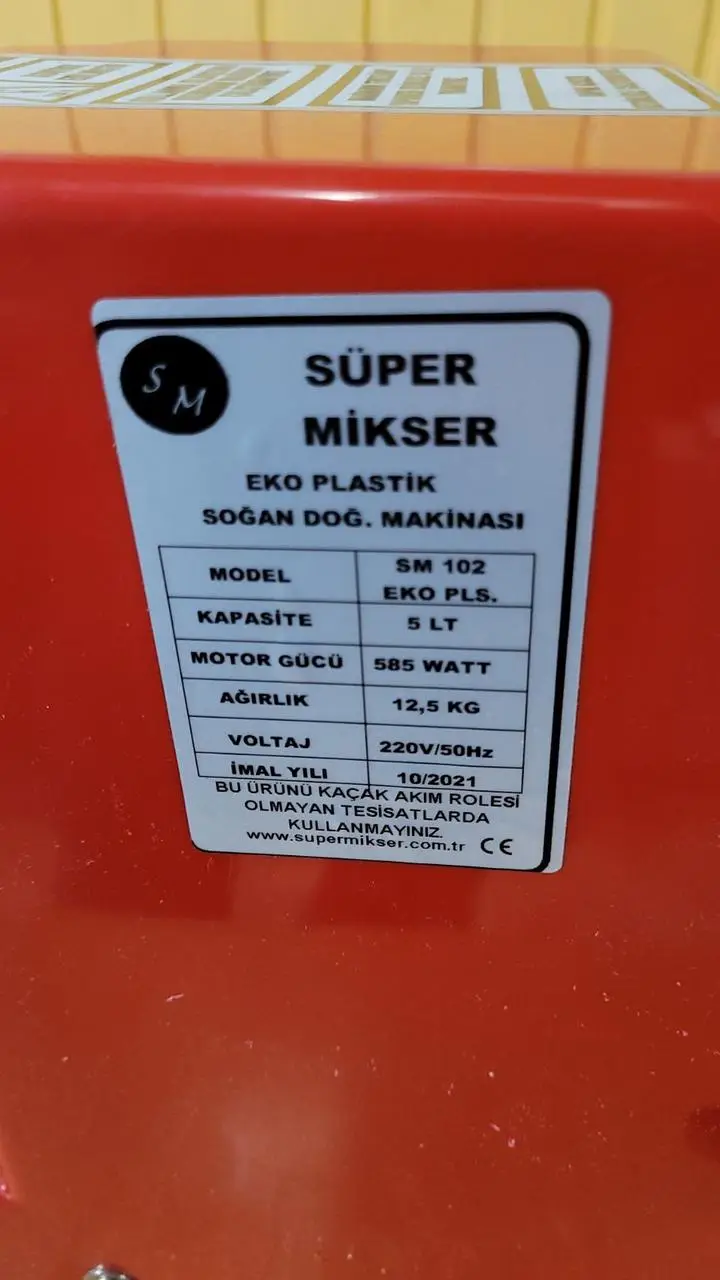 S M
SÜPER
MİKSER
EKO PLASTİK
SOĞAN DOĞ. MAKİNASI
MODEL
SM 102
EKO PLS.
KAPASİTE
5 LT
MOTOR GÜCÜ
585 WATT
AĞIRLIK
12,5 KG
VOLTAJ
220V/50Hz
İMAL YILI
10/2021
BU ÜRÜNÜ KAÇAK AKIM ROLESİ
OLMAYAN TESİSATLARDA
KULLANMAYINIZ.
www.supermikser.com.tr CE